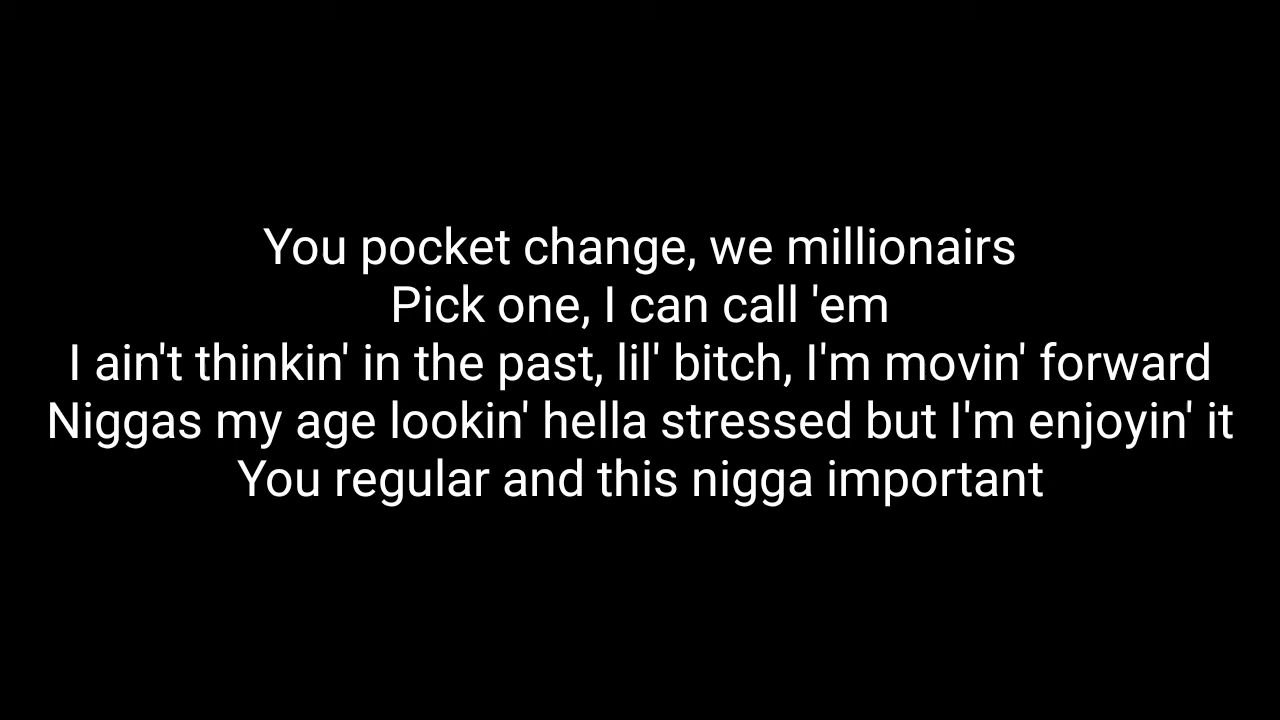 You pocket change, we millionairs
Pick one, I can call 'em
I ain't thinkin' in the past, lil' bitch, I'm movin' forward
Niggas my age lookin' hella stressed but I'm enjoyin' it
You regular and this nigga important